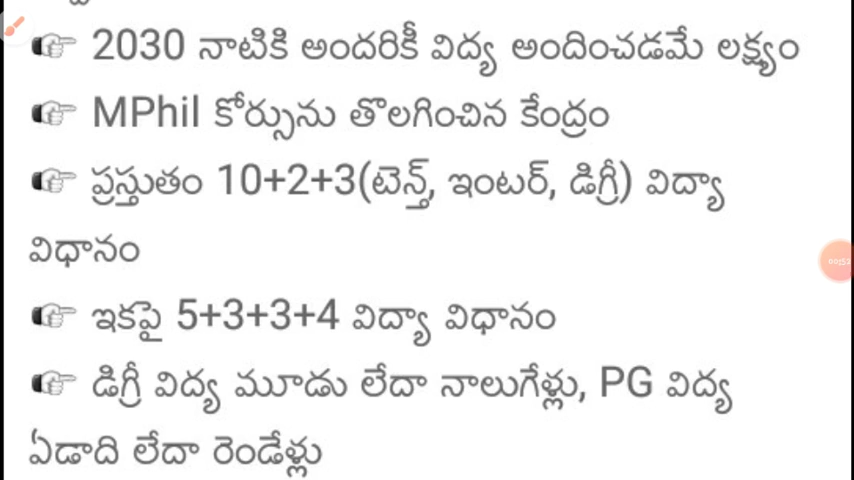 ☞ 2030 నాటికి అందరికీ విద్య అందించడమే లక్ష్యం
☞ MPhil కోర్సును తొలగించిన కేంద్రం
☞ ప్రస్తుతం 10+2+3(టెన్త్, ఇంటర్, డిగ్రీ) విద్యా
విధానం
☞ ఇకపై 5+3+3+4 విద్యా విధానం
☞ డిగ్రీ విద్య మూడు లేదా నాలుగేళ్లు, PG విద్య
ఏడాది లేదా రెండేళ్లు